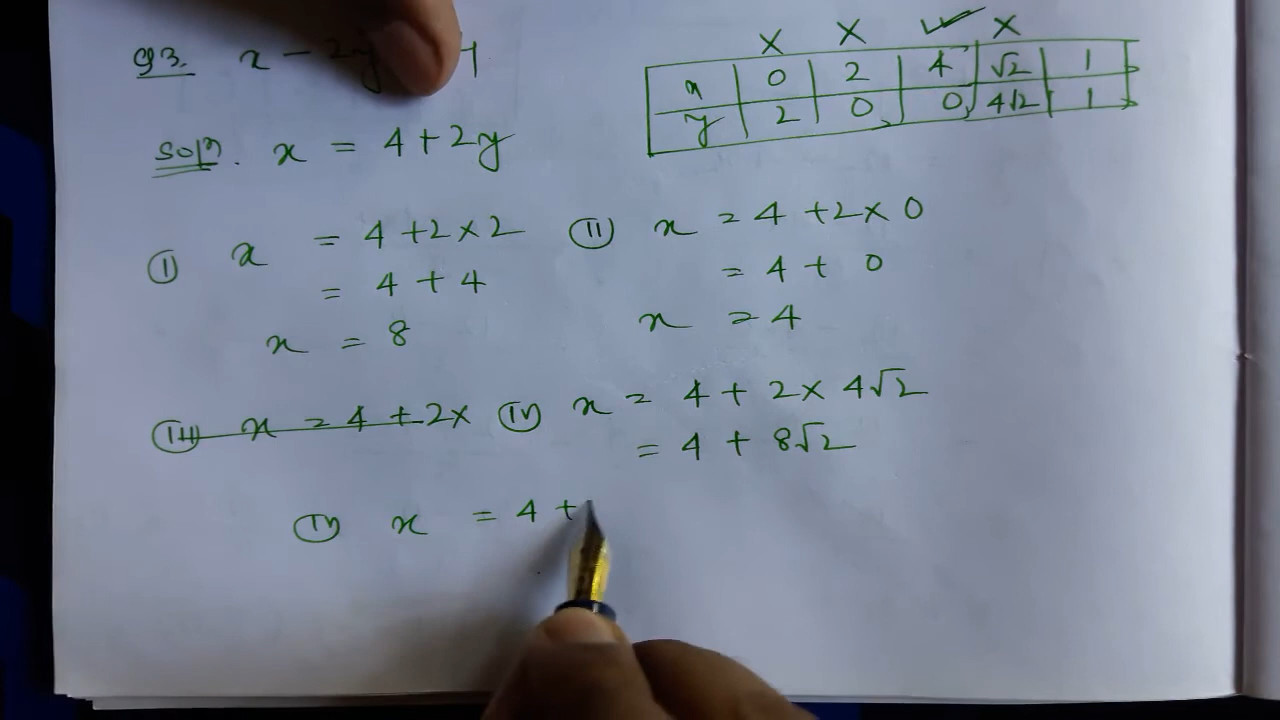 Q3. x - 2y
Soln. x = 4 + 2y
X X ✓ X
x 0 2 4 √2 1
y 2 0 0 4√2 1
(I) x = 4 + 2 × 2
= 4 + 4
x = 8
(II) x = 4 + 2 × 0
= 4 + 0
x = 4
(III) x = 4 + 2×
(IV) x = 4 + 2 × 4√2
= 4 + 8√2
(IV) x = 4 +